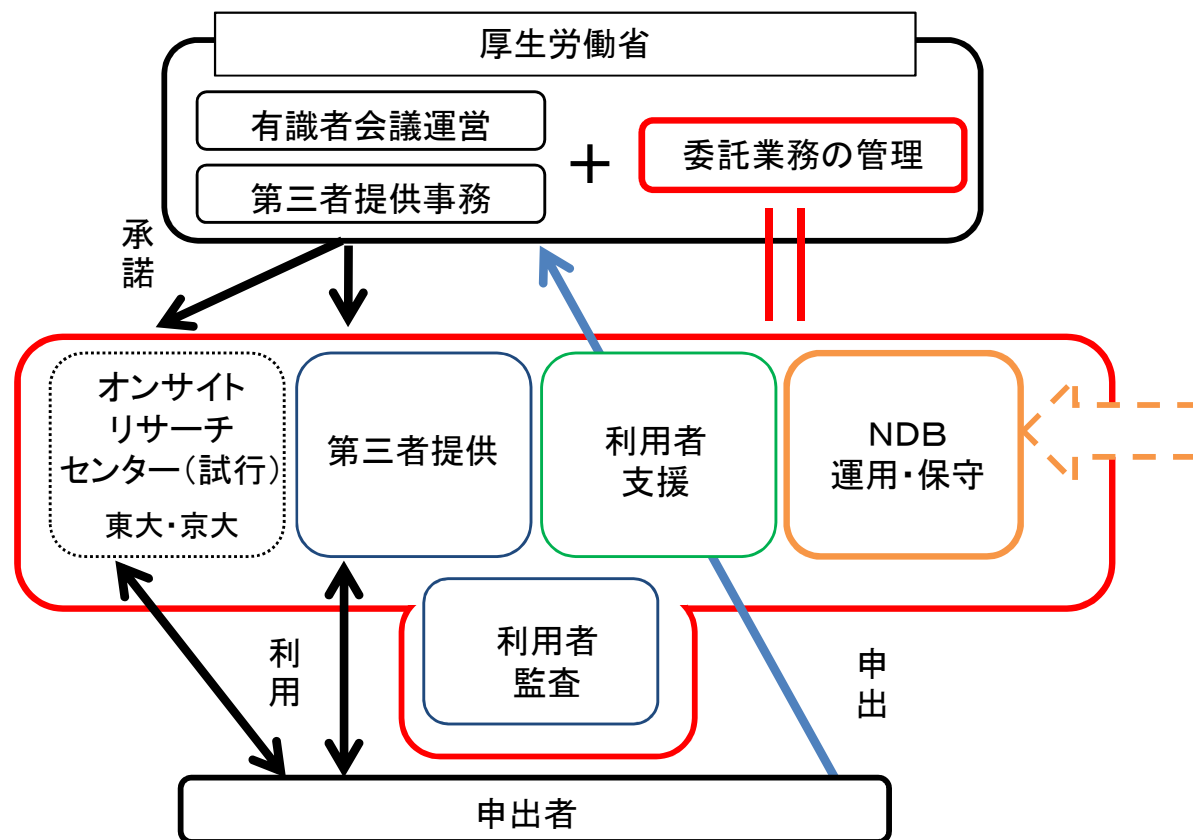 厚生労働省
有識者会議運営
第三者提供事務
＋
委託業務の管理
承諾
オンサイト
リサーチ
センター（試行）
東大・京大
第三者提供
利用者
支援
NDB
運用・保守
利用者
監査
利用
申出
申出者